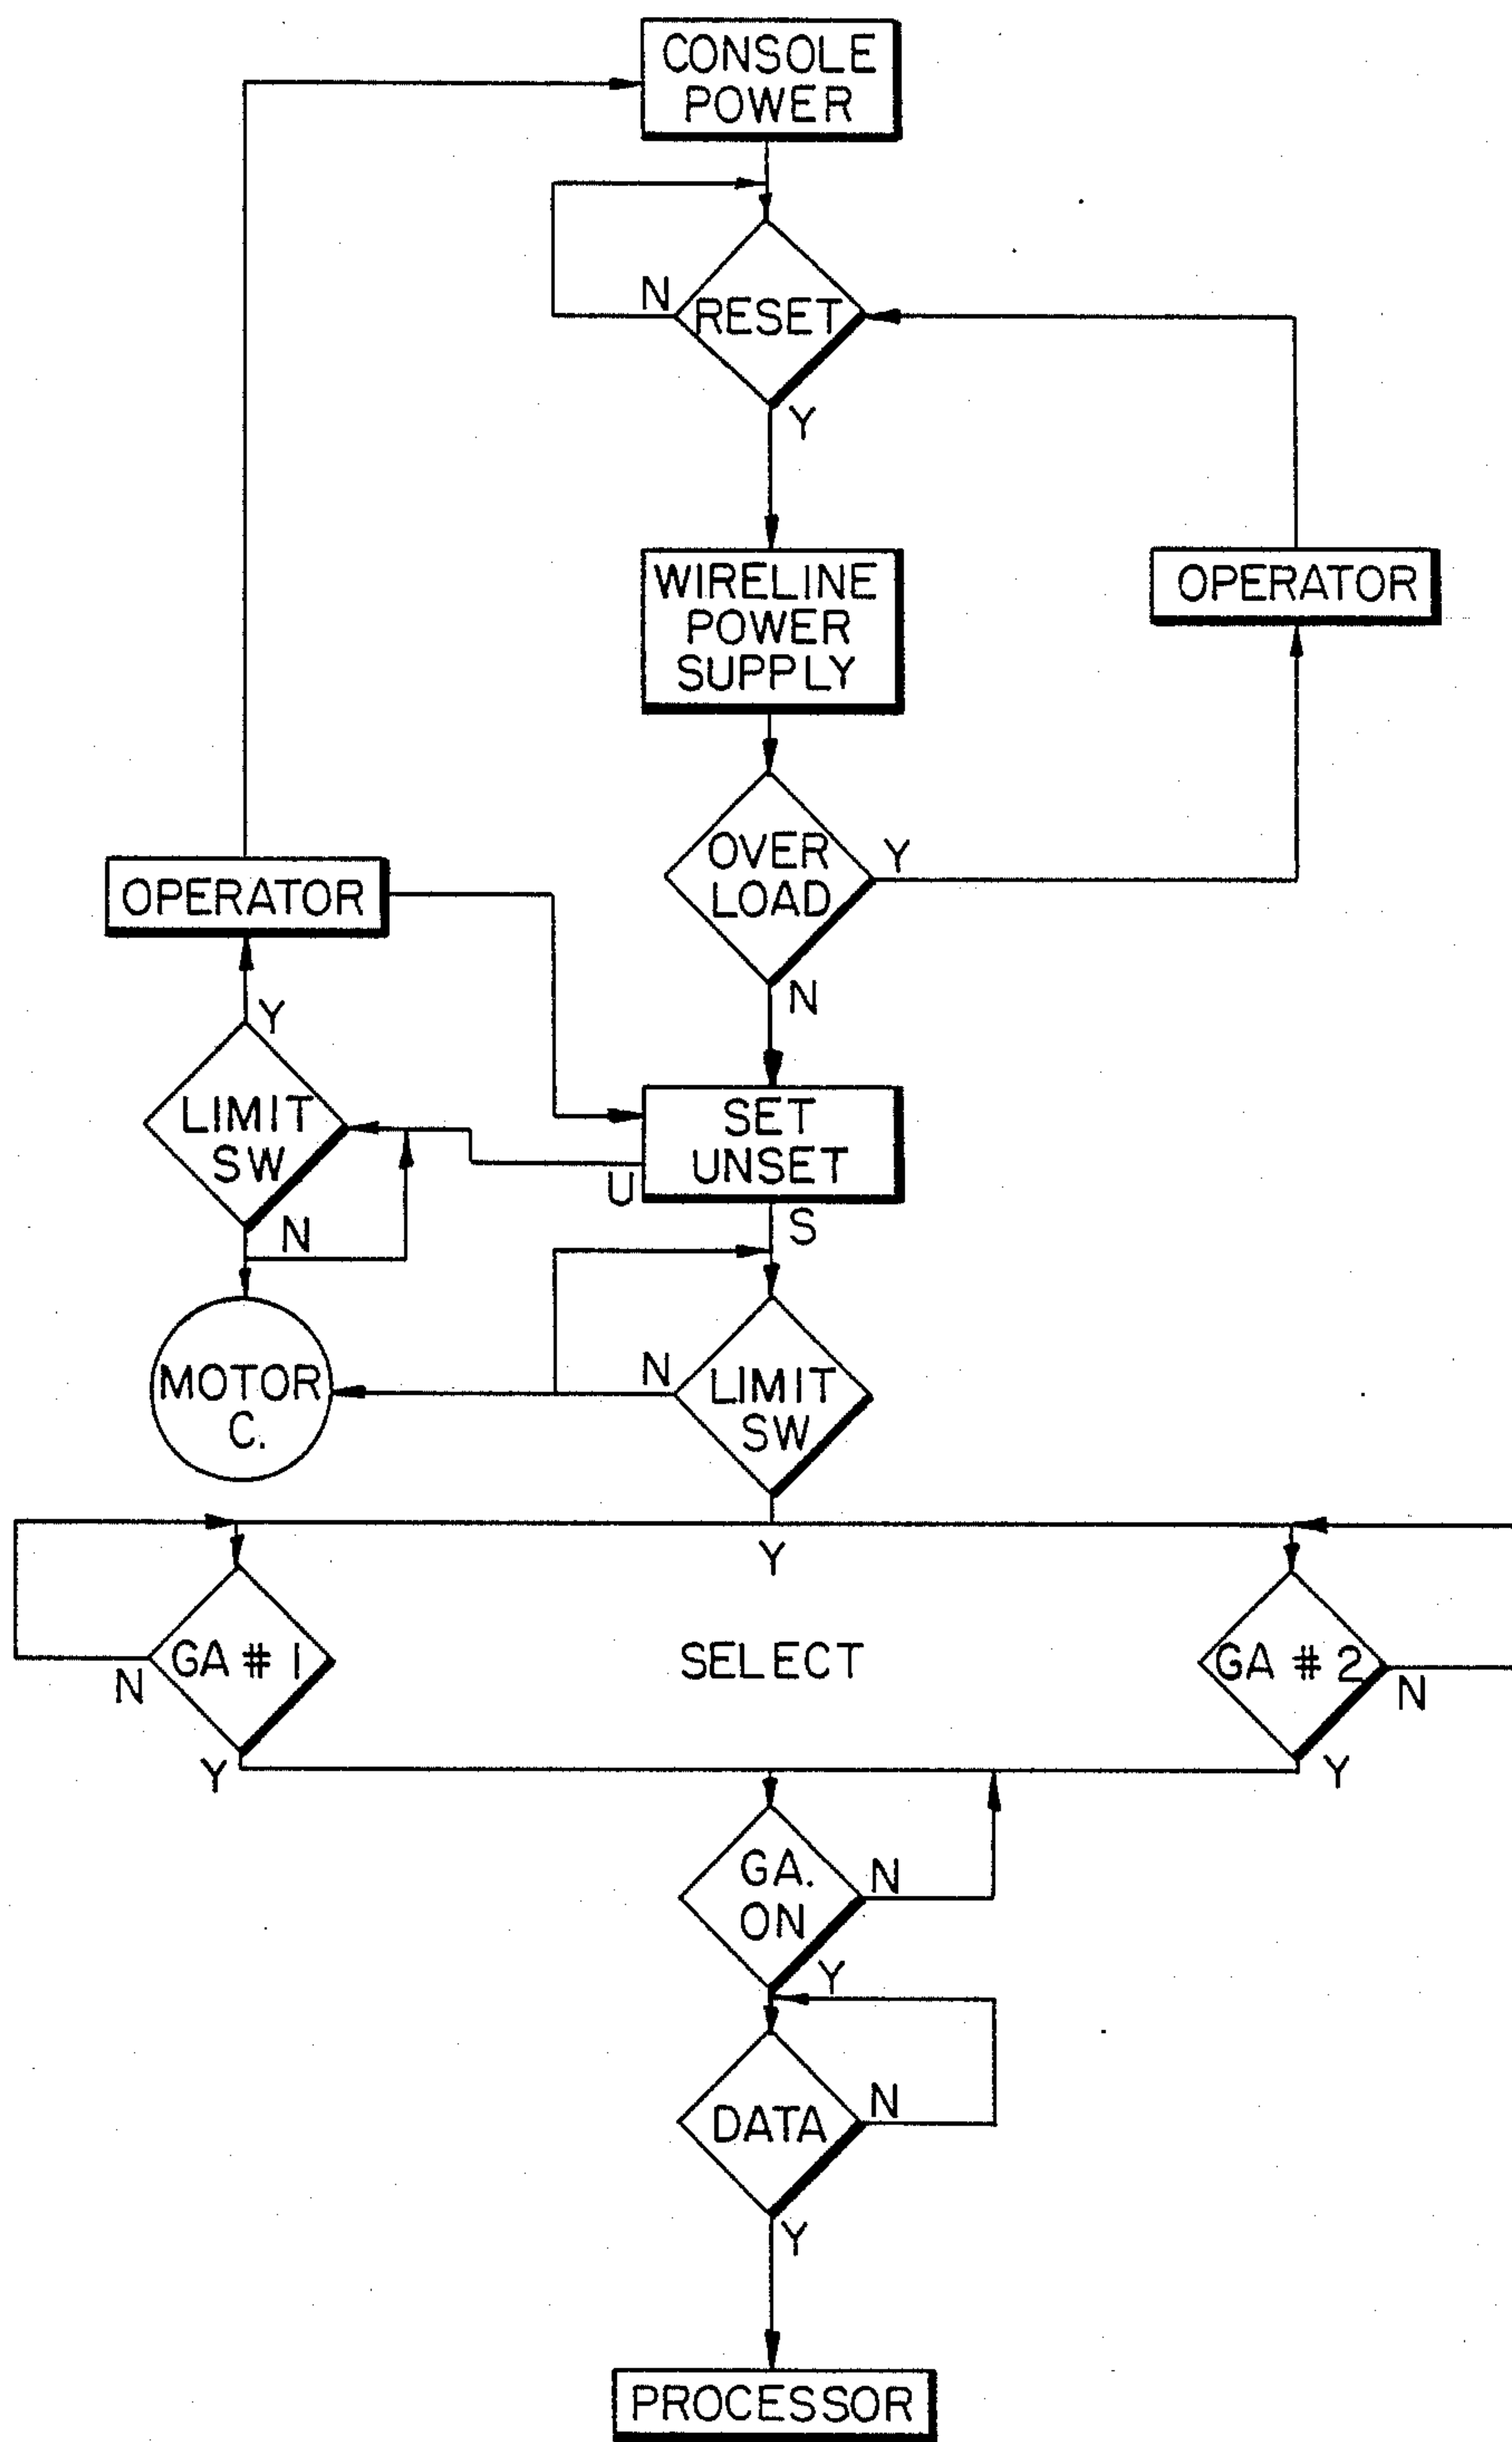 CONSOLE
POWER
N
RESET
Y
WIRELINE
POWER
SUPPLY
OPERATOR
OVER
LOAD
Y
N
OPERATOR
Y
LIMIT
SW
N
SET
UNSET
U
S
MOTOR
C.
N
LIMIT
SW
Y
GA # 1
N
Y
SELECT
GA # 2
N
Y
GA.
ON
N
Y
DATA
N
Y
PROCESSOR